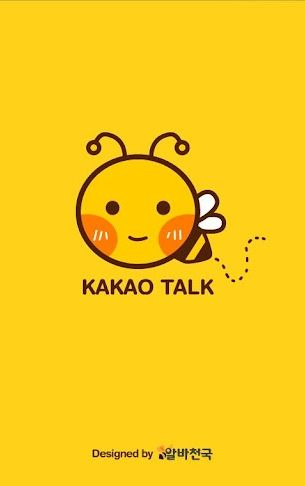 KAKAO TALK
Designed by 알바천국